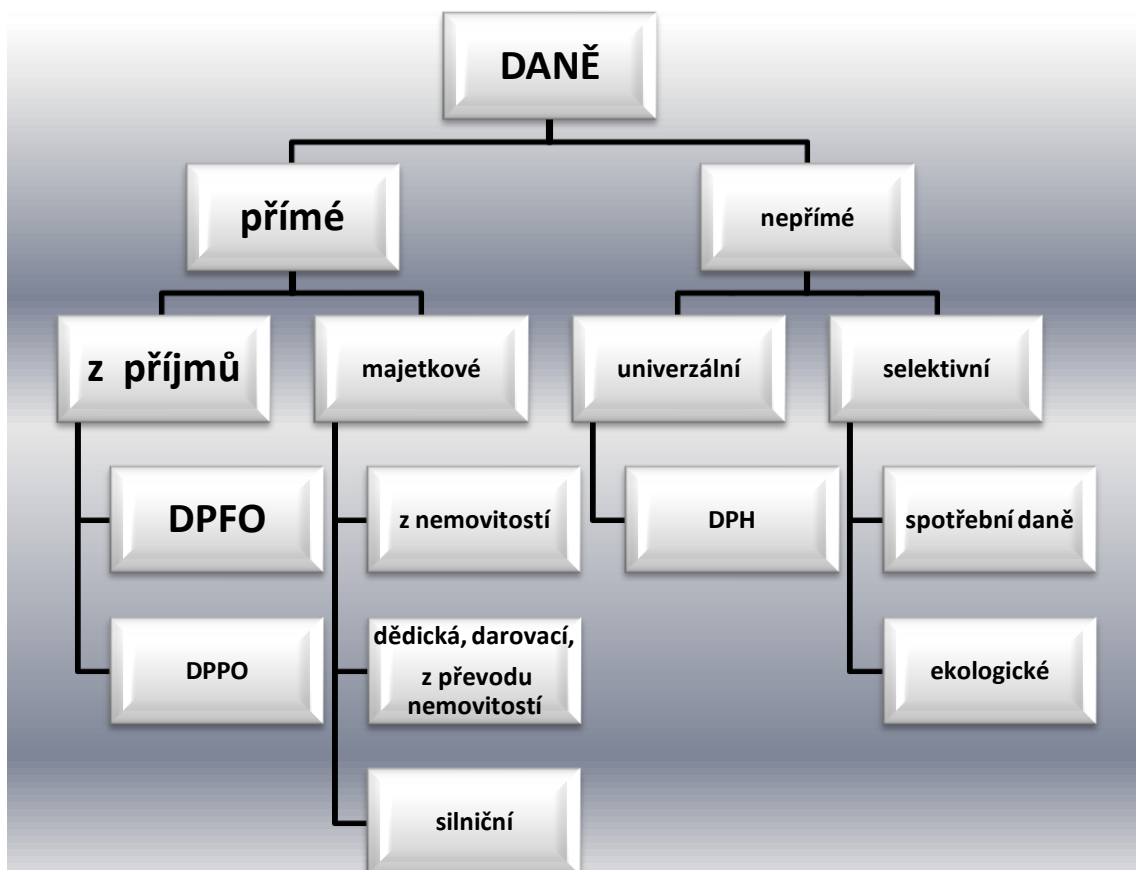 DANĚ
přímé
nepřímé
z příjmů
majetkové
univerzální
selektivní
DPFO
z nemovitostí
DPH
spotřební daně
DPPO
dědická, darovací,
z převodu
nemovitostí
ekologické
silniční